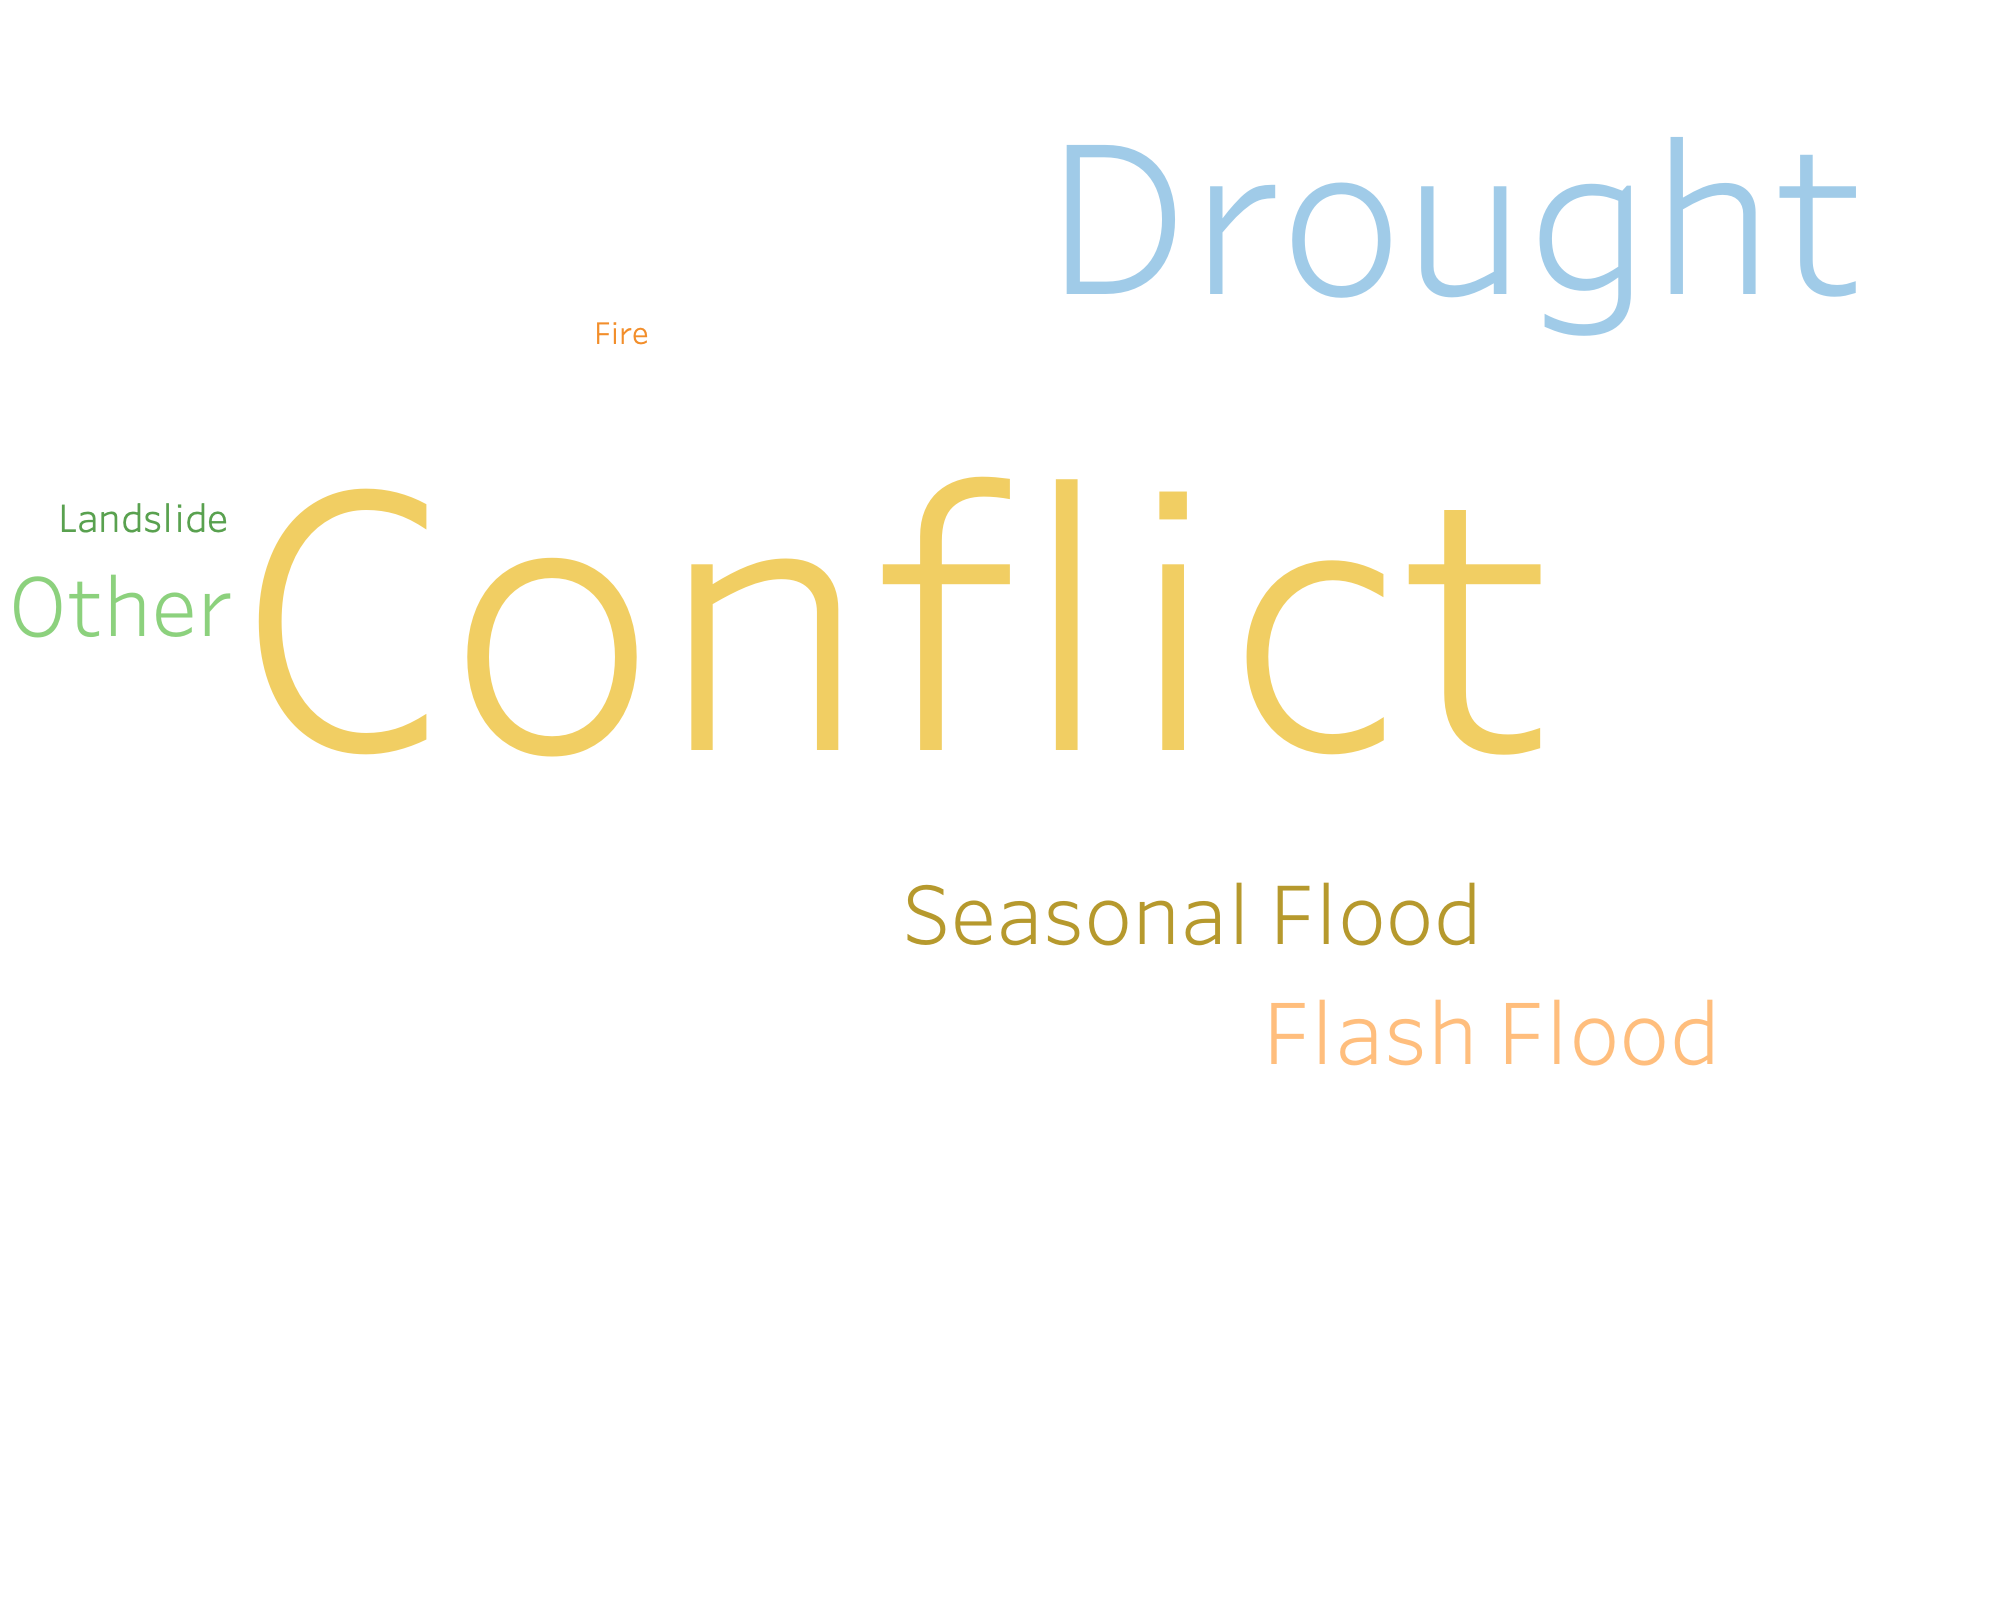 Drought
Fire
Landslide
Other
Conflict
Seasonal Flood
Flash Flood